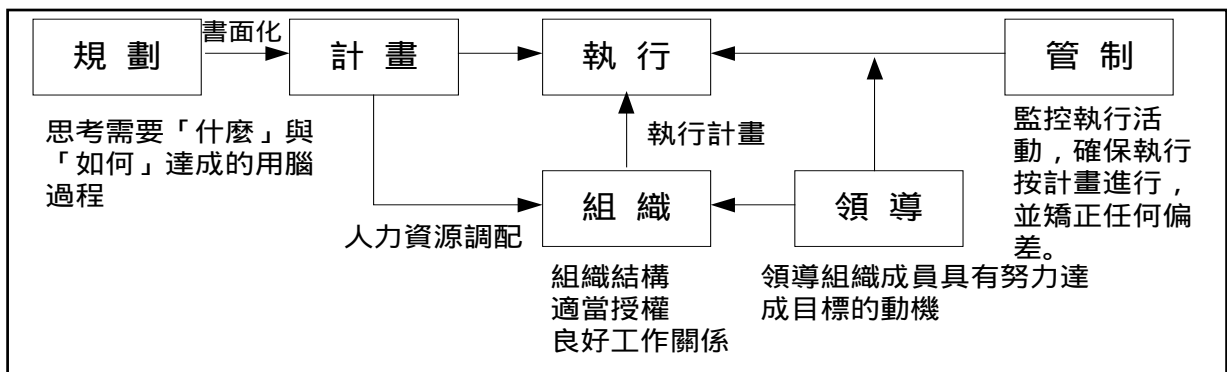 書面化
規劃
計畫
執行
管制
思考需要「什麼」與
「如何」達成的用腦
過程
執行計畫
監控執行活
動，確保執行
按計畫進行，
並矯正任何偏
差。
組織
領導
人力資源調配
組織結構
適當授權
良好工作關係
領導組織成員具有努力達
成目標的動機